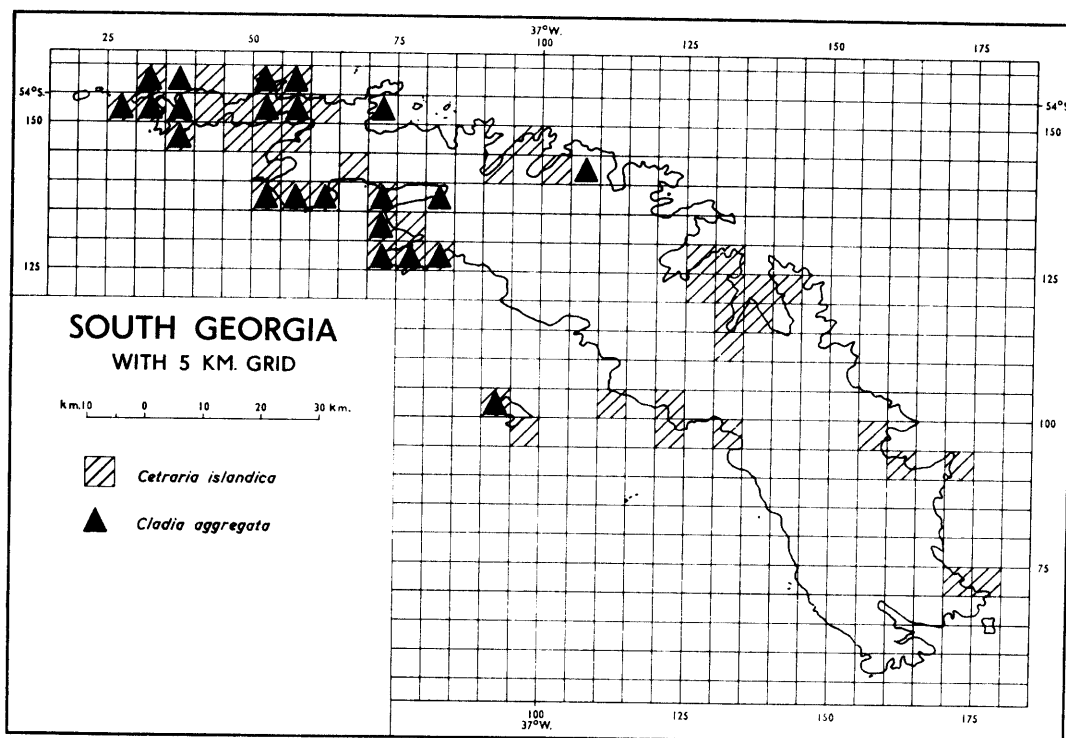 37°W.
25 50 75 100 125 150 175
54°S. 54°S
150 150
125 125
SOUTH GEORGIA
WITH 5 KM. GRID
km.10 0 10 20 30 km.
100
Cetraria islandica
Cladia aggregata
75
100 125 150 175
37°W.